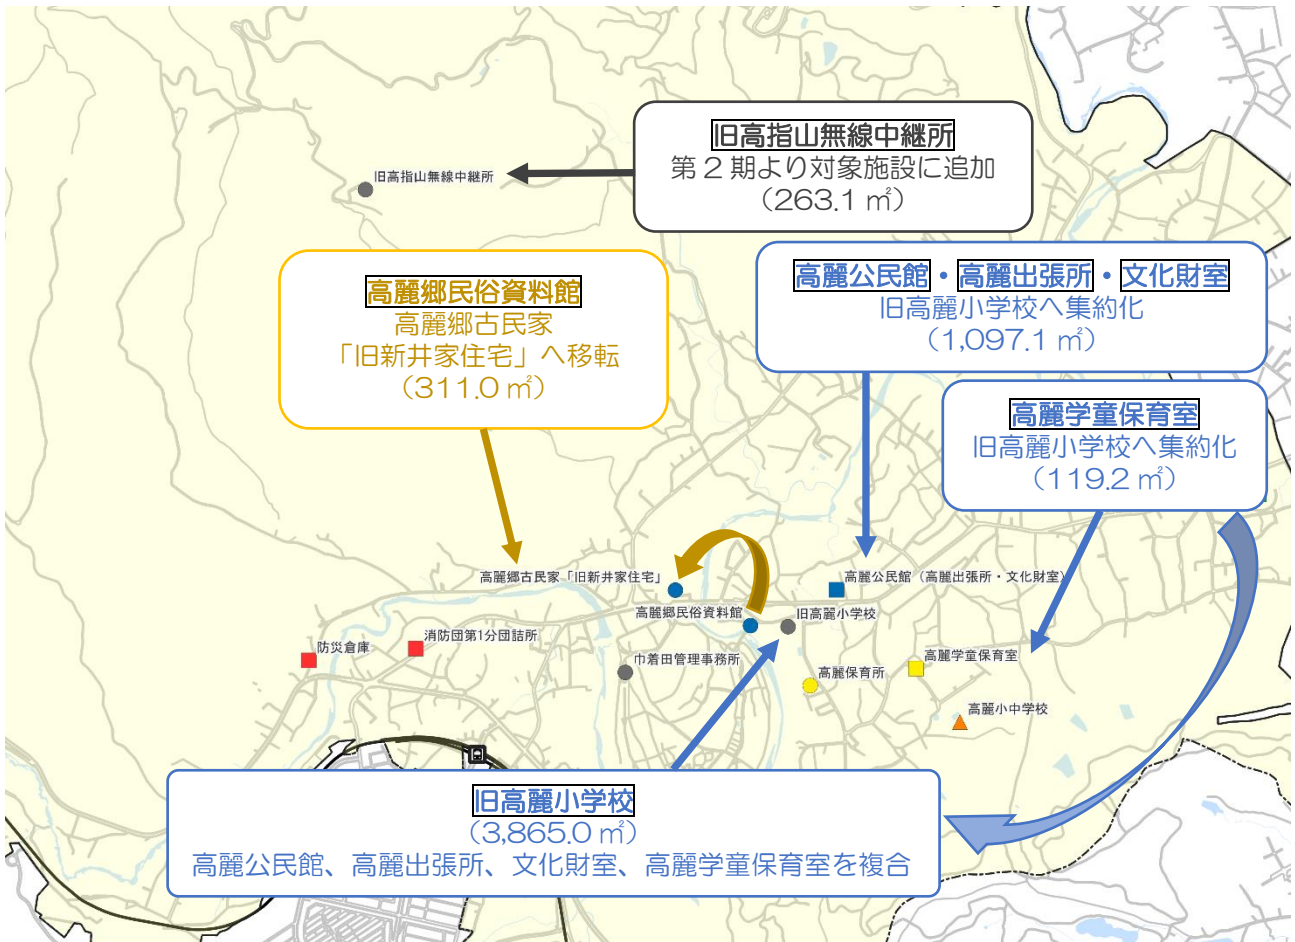 旧高指山無線中継所
第2期より対象施設に追加
(263.1 ㎡)
旧高指山無線中継所
高麗郷民俗資料館
高麗郷古民家
「旧新井家住宅」へ移転
(311.0 ㎡)
高麗公民館・高麗出張所・文化財室
旧高麗小学校へ集約化
(1,097.1 ㎡)
高麗学童保育室
旧高麗小学校へ集約化
(119.2 ㎡)
高麗郷古民家「旧新井家住宅」
高麗公民館(高麗出張所・文化財室)
高麗郷民俗資料館
旧高麗小学校
防災倉庫
消防団第1分団詰所
巾着田管理事務所
高麗保育所
高麗学童保育室
高麗小中学校
旧高麗小学校
(3,865.0 ㎡)
高麗公民館、高麗出張所、文化財室、高麗学童保育室を複合